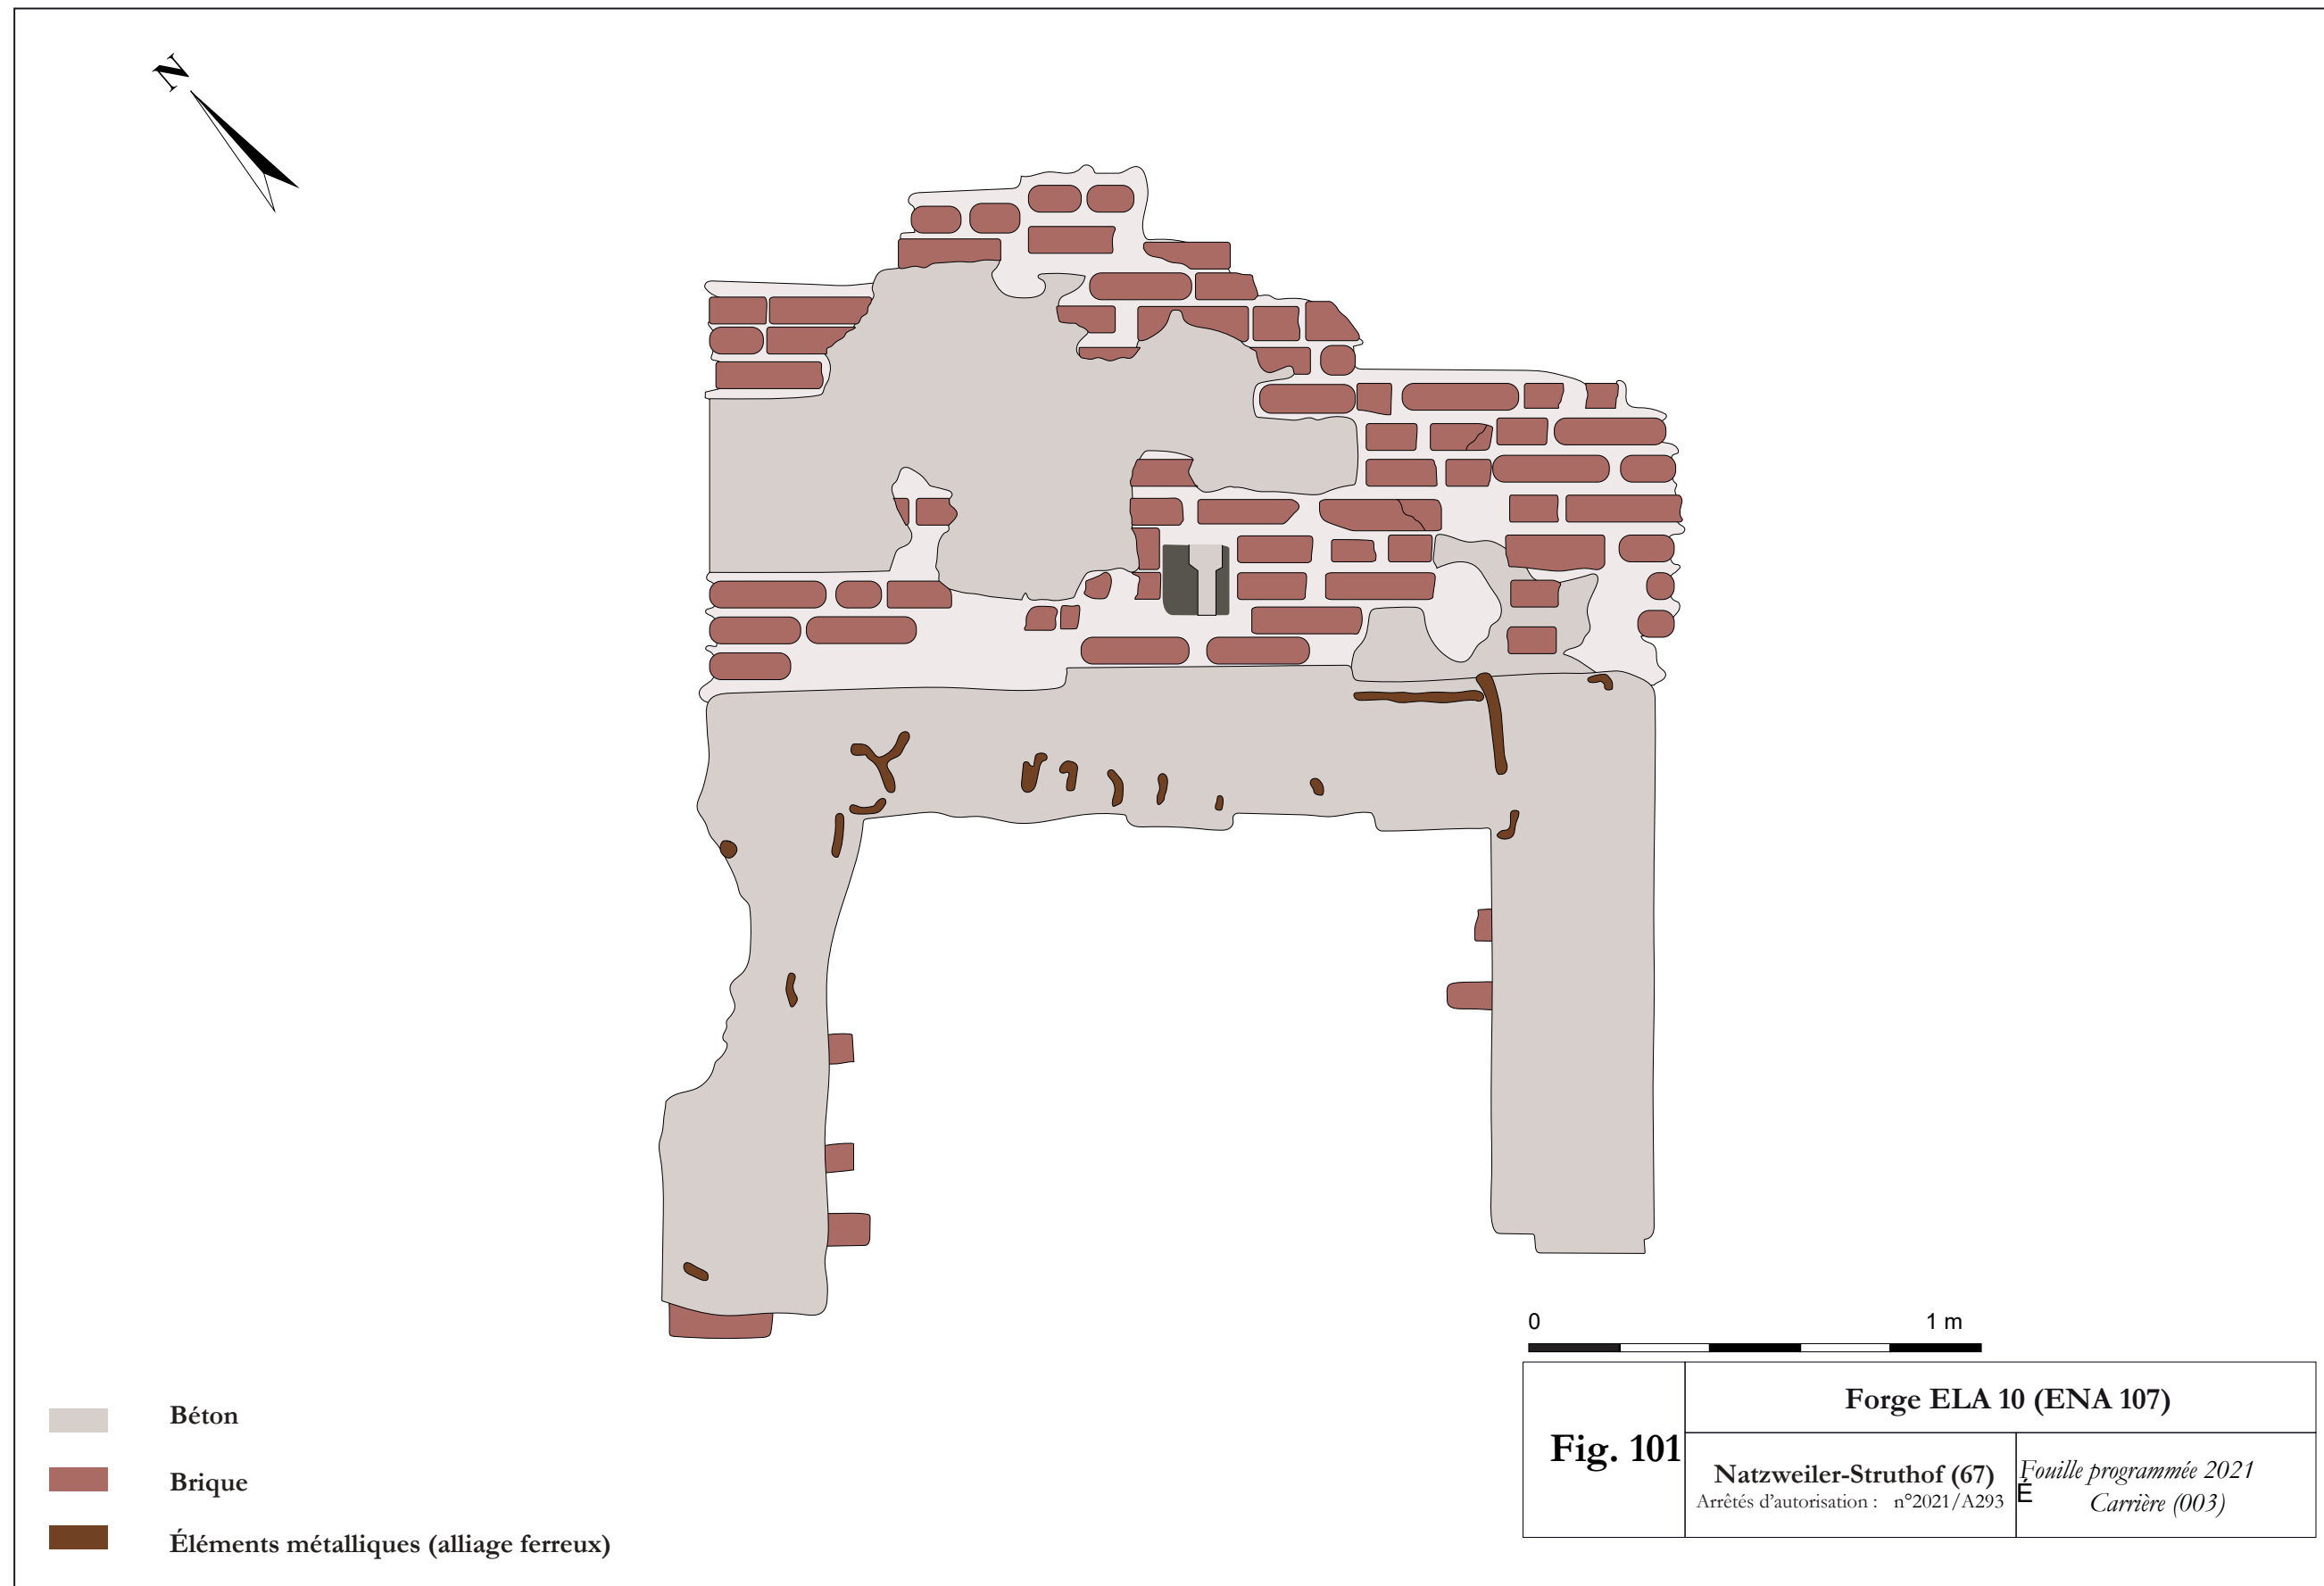 N
0 1 m
Béton
Brique
Éléments métalliques (alliage ferreux)
Fig. 101
Forge ELA 10 (ENA 107)
Natzweiler-Struthof (67)
Arrêtés d'autorisation : n°2021/A293
Fouille programmée 2021
É
Carrière (003)